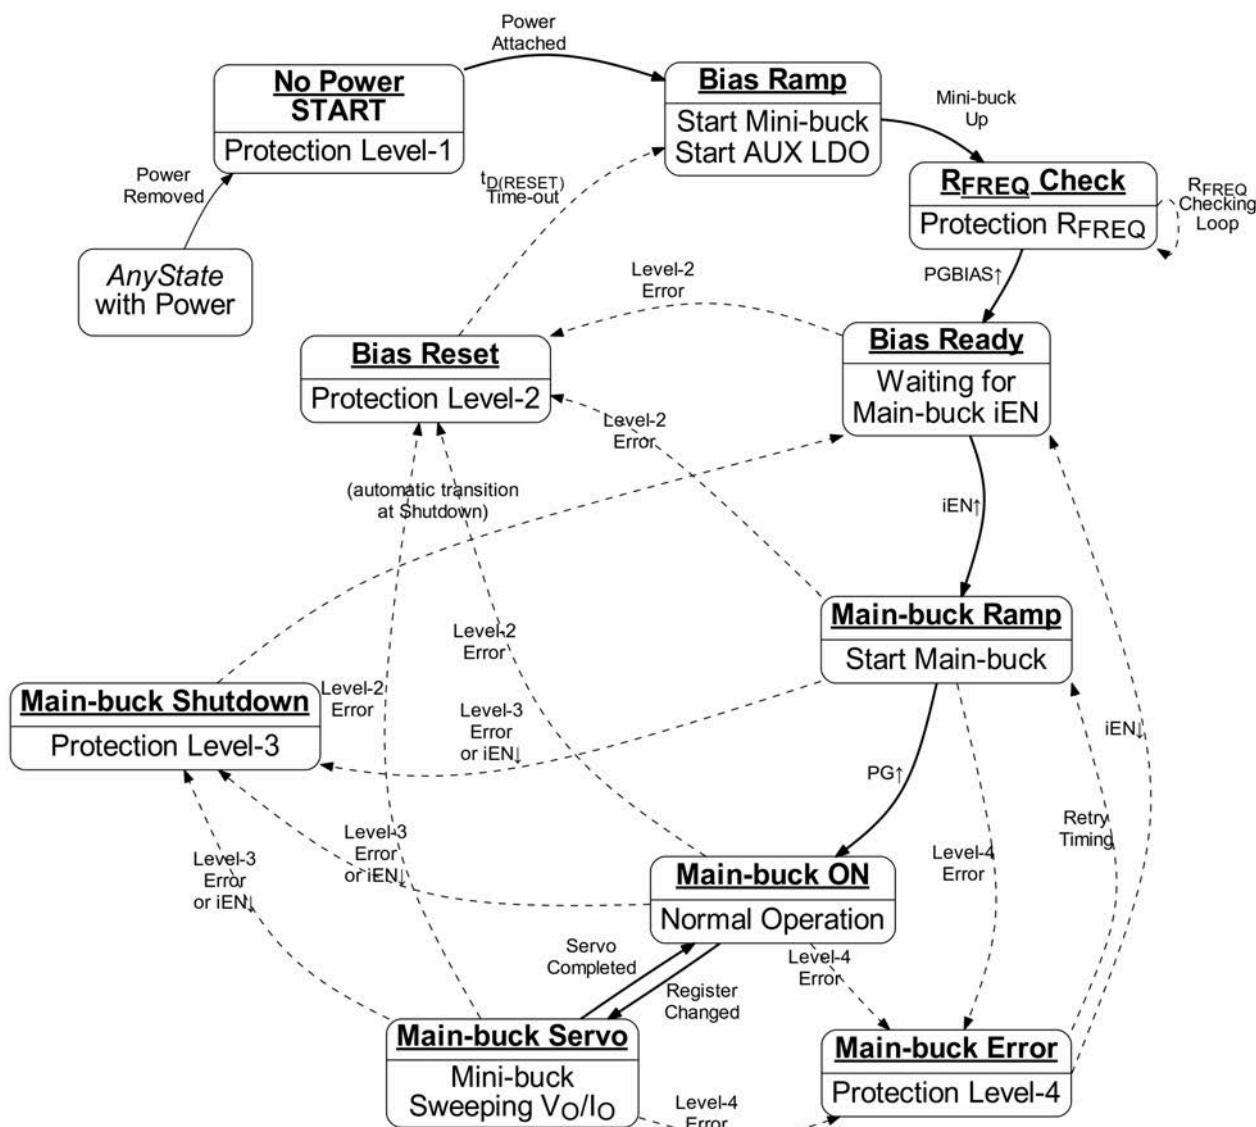 Power
Attached
No Power
START
Protection Level-1
Bias Ramp
Start Mini-buck
Start AUX LDO
Mini-buck
Up
Power
Removed
tD(RESET)
Time-out
RFREQ Check
Protection RFREQ
RFREQ
Checking
Loop
AnyState
with Power
Level-2
Error
PGBIAS↑
Bias Reset
Protection Level-2
Bias Ready
Waiting for
Main-buck iEN
Level-2
Error
(automatic transition
at Shutdown)
iEN↑
Main-buck Ramp
Start Main-buck
Level-2
Error
Main-buck Shutdown
Protection Level-3
Level-2
Error
Level-3
Error
or iEN↓
iEN↓
PG↑
Retry
Timing
Level-3
Error
or iEN↓
Level-3
Error
or iEN↓
Level-4
Error
Main-buck ON
Normal Operation
Servo
Completed
Level-4
Error
Register
Changed
Main-buck Servo
Mini-buck
Sweeping VO/IO
Main-buck Error
Protection Level-4
Level-4
Error